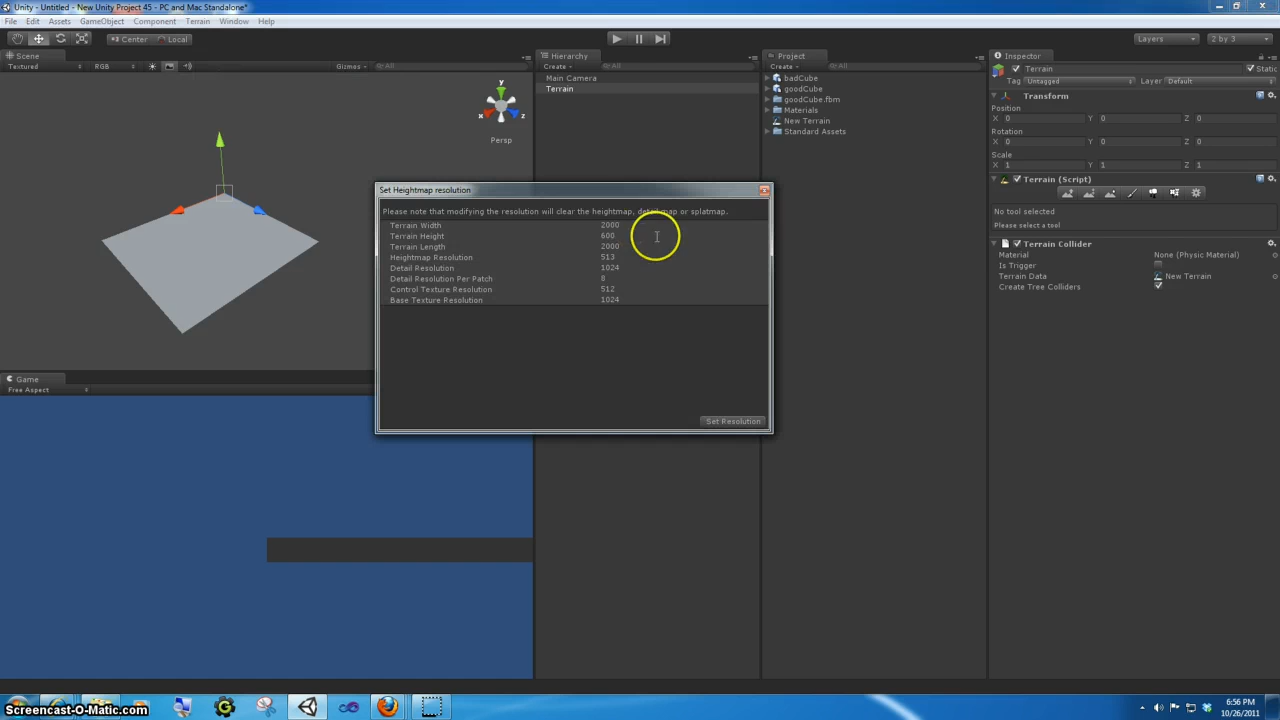 Unity - Untitled - New Unity Project 45 - PC and Mac Standalone*
File Edit Assets GameObject Component Terrain Window Help
Center Local
Layers
2 by 3
Scene
Textured RGB Gizmos All
y
x z
Persp
Hierarchy
Create All
Main Camera
Terrain
Project
Create All
badCube
goodCube
goodCube.fbm
Materials
New Terrain
Standard Assets
Inspector
Terrain Static
Tag Untagged Layer Default
Transform
Position
X 0 Y 0 Z 0
Rotation
X 0 Y 0 Z 0
Scale
X 1 Y 1 Z 1
Terrain (Script)
No tool selected
Please select a tool
Terrain Collider
Material None (Physic Material)
Is Trigger
Terrain Data New Terrain
Create Tree Colliders
Set Heightmap resolution
Please note that modifying the resolution will clear the heightmap, detail map or splatmap.
Terrain Width 2000
Terrain Height 600
Terrain Length 2000
Heightmap Resolution 513
Detail Resolution 1024
Detail Resolution Per Patch 8
Control Texture Resolution 512
Base Texture Resolution 1024
Set Resolution
Game
Free Aspect
Screencast-O-Matic.com
6:56 PM
10/26/2011